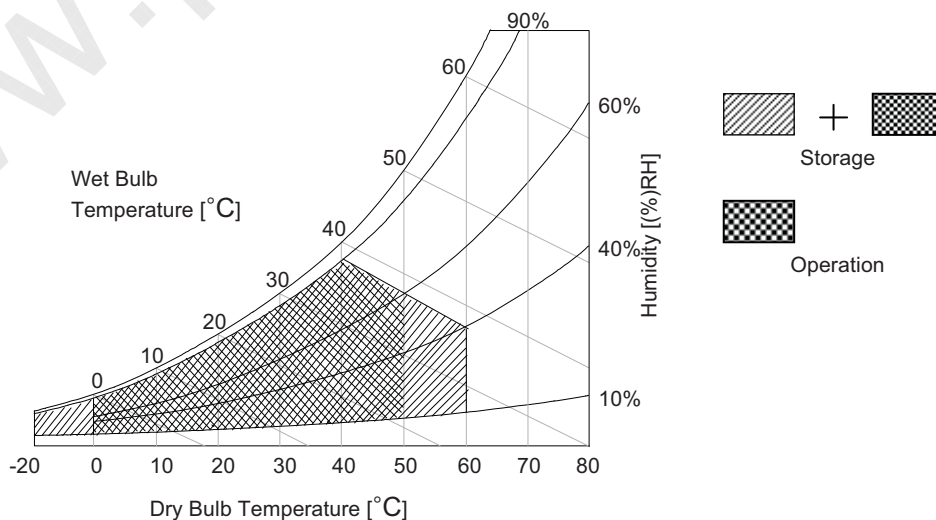 90%
60
60%
50
Wet Bulb
Temperature [°C]
Storage
40
40%
Humidity [(%)RH]
30
Operation
20
10
0
10%
-20 0 10 20 30 40 50 60 70 80
Dry Bulb Temperature [°C]